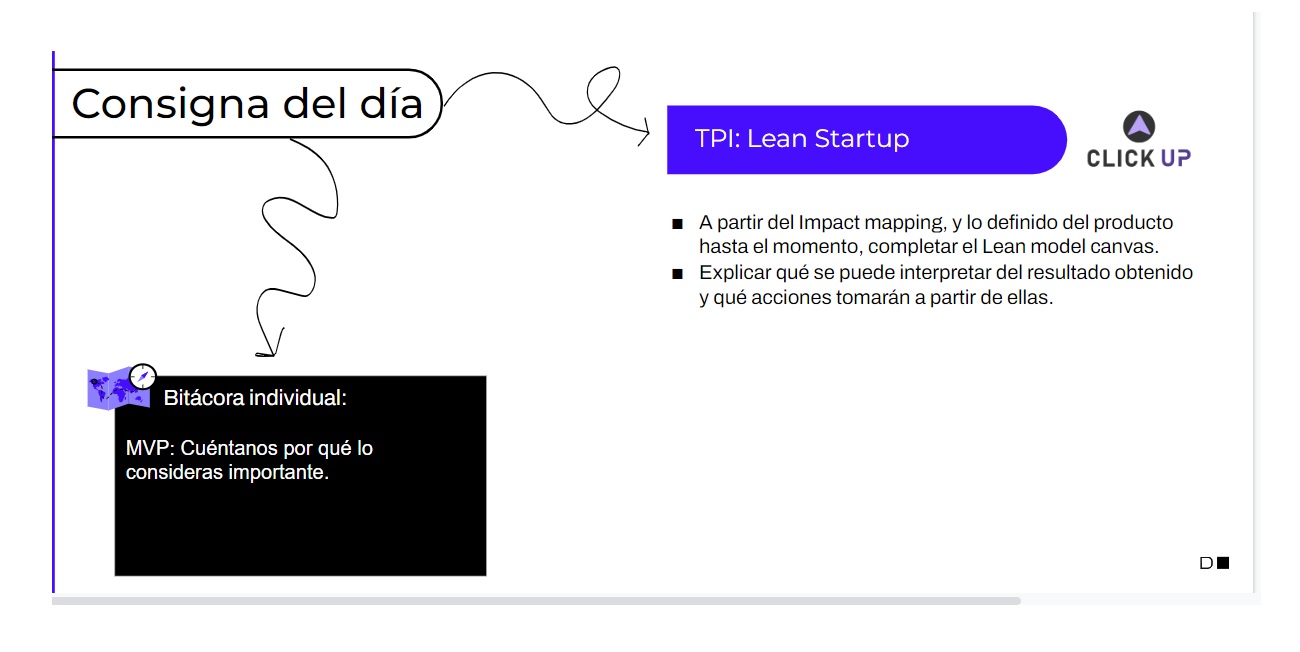 Consigna del día
TPI: Lean Startup
CLICK UP
■ A partir del Impact mapping, y lo definido del producto
hasta el momento, completar el Lean model canvas.
■ Explicar qué se puede interpretar del resultado obtenido
y qué acciones tomarán a partir de ellas.
Bitácora individual:
MVP: Cuéntanos por qué lo
consideras importante.
D■